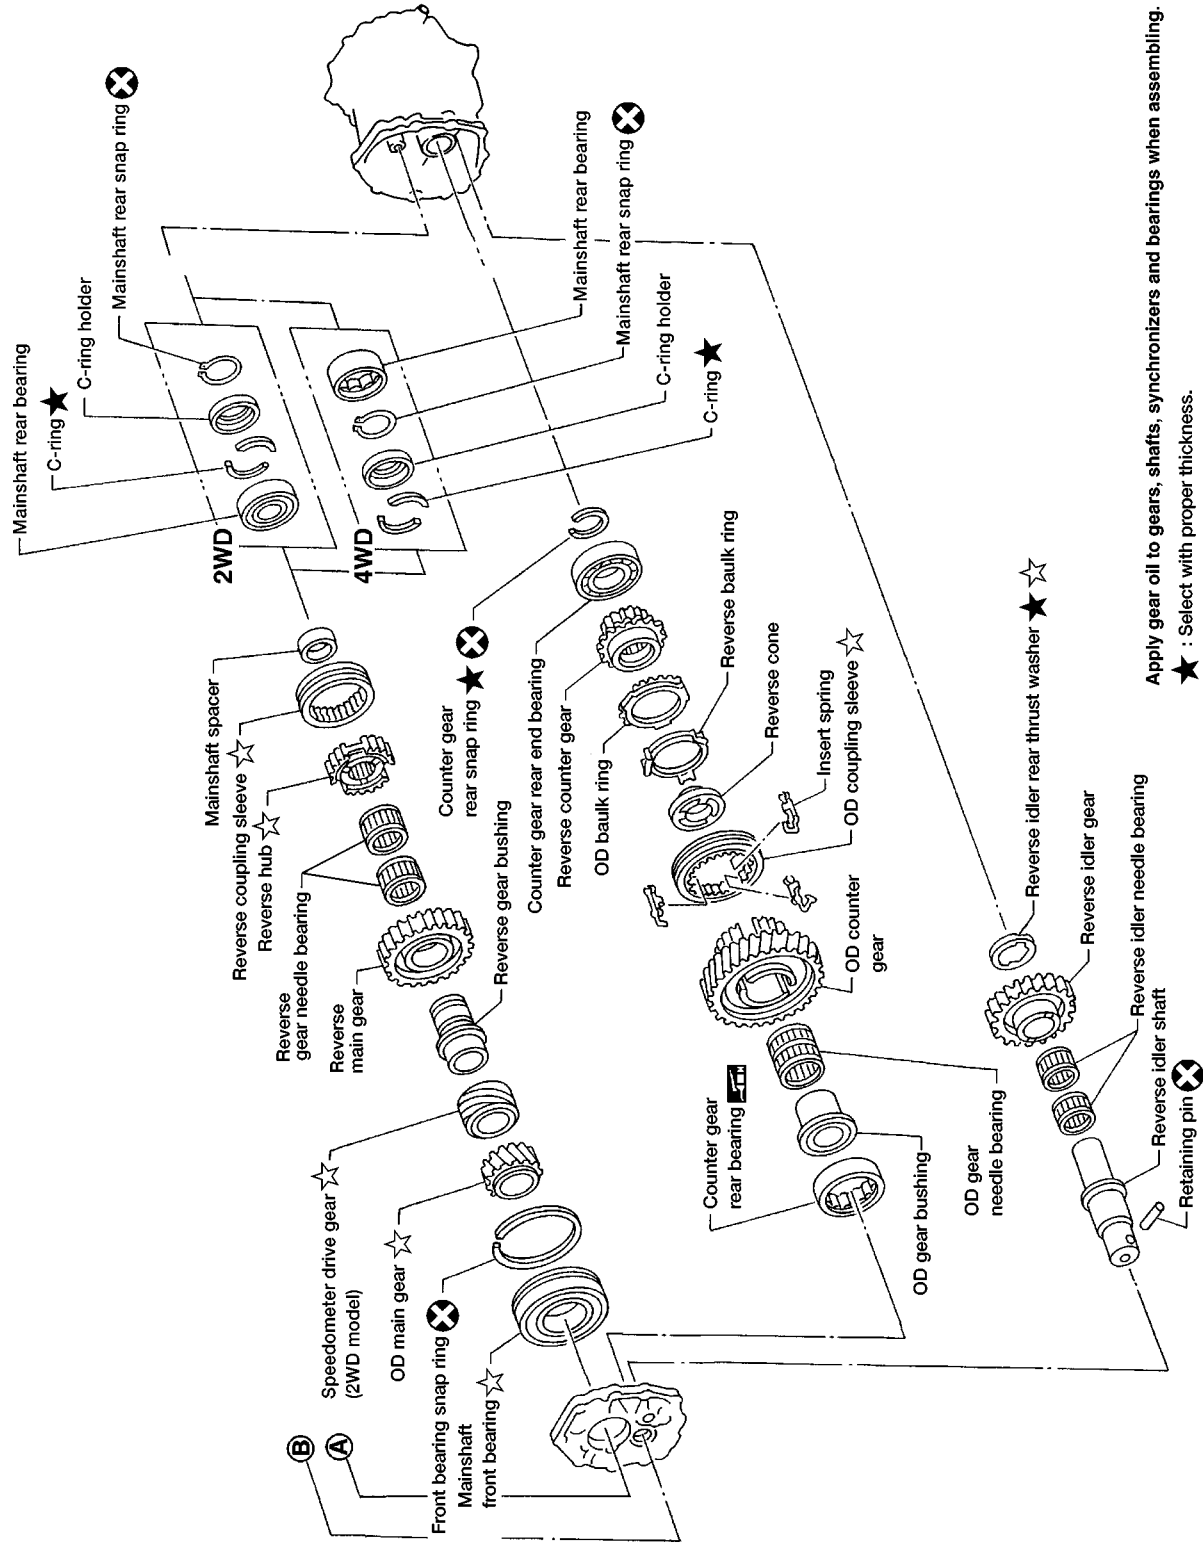 Mainshaft rear bearing
C-ring ★
C-ring holder
Mainshaft rear snap ring
2WD
4WD
Mainshaft rear bearing
Mainshaft rear snap ring
C-ring holder
C-ring ★
Mainshaft spacer
Reverse coupling sleeve ☆
Reverse hub ☆
Reverse
gear needle bearing
Reverse
main gear
Reverse gear bushing
Speedometer drive gear ☆
(2WD model)
OD main gear ☆
Front bearing snap ring
Mainshaft
front bearing ☆
B
A
Counter gear
rear snap ring ★
Counter gear rear end bearing
Reverse counter gear
OD baulk ring
Reverse baulk ring
Reverse cone
Insert spring
OD coupling sleeve ☆
OD counter
gear
Counter gear
rear bearing
OD gear bushing
OD gear
needle bearing
Reverse idler rear thrust washer ★ ☆
Reverse idler gear
Reverse idler needle bearing
Reverse idler shaft
Retaining pin
Apply gear oil to gears, shafts, synchronizers and bearings when assembling.
★ : Select with proper thickness.